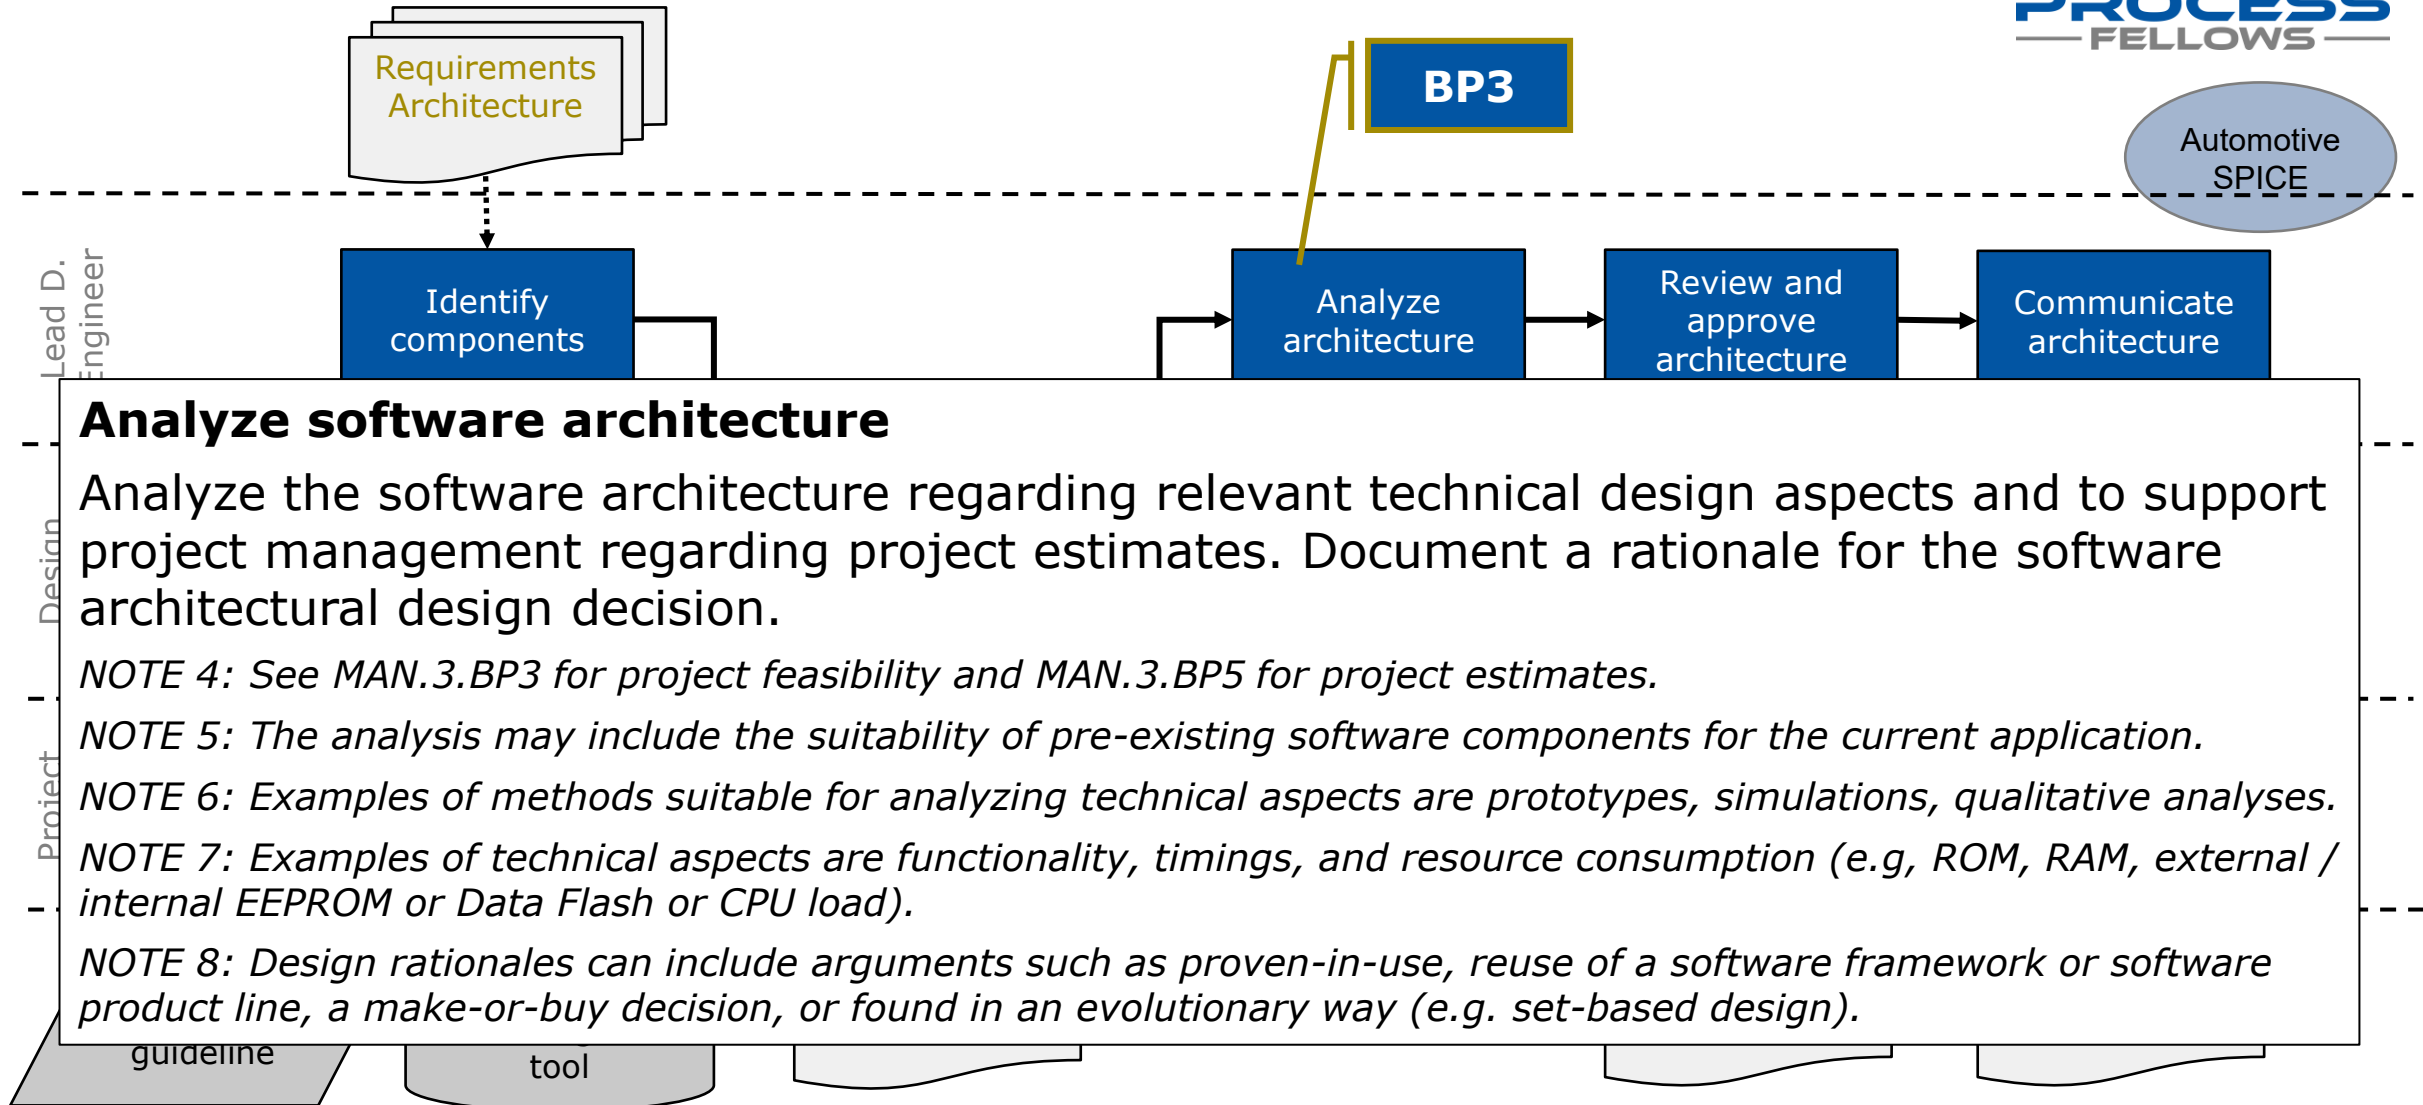 PROCESS
FELLOWS
Requirements
Architecture
BP3
Automotive
SPICE
Lead D.
Engineer
Identify
components
Analyze
architecture
Review and
approve
architecture
Communicate
architecture
Analyze software architecture
Analyze the software architecture regarding relevant technical design aspects and to support
project management regarding project estimates. Document a rationale for the software
architectural design decision.
NOTE 4: See MAN.3.BP3 for project feasibility and MAN.3.BP5 for project estimates.
NOTE 5: The analysis may include the suitability of pre-existing software components for the current application.
NOTE 6: Examples of methods suitable for analyzing technical aspects are prototypes, simulations, qualitative analyses.
NOTE 7: Examples of technical aspects are functionality, timings, and resource consumption (e.g, ROM, RAM, external /
internal EEPROM or Data Flash or CPU load).
NOTE 8: Design rationales can include arguments such as proven-in-use, reuse of a software framework or software
product line, a make-or-buy decision, or found in an evolutionary way (e.g. set-based design).
Design
Project
guideline
tool